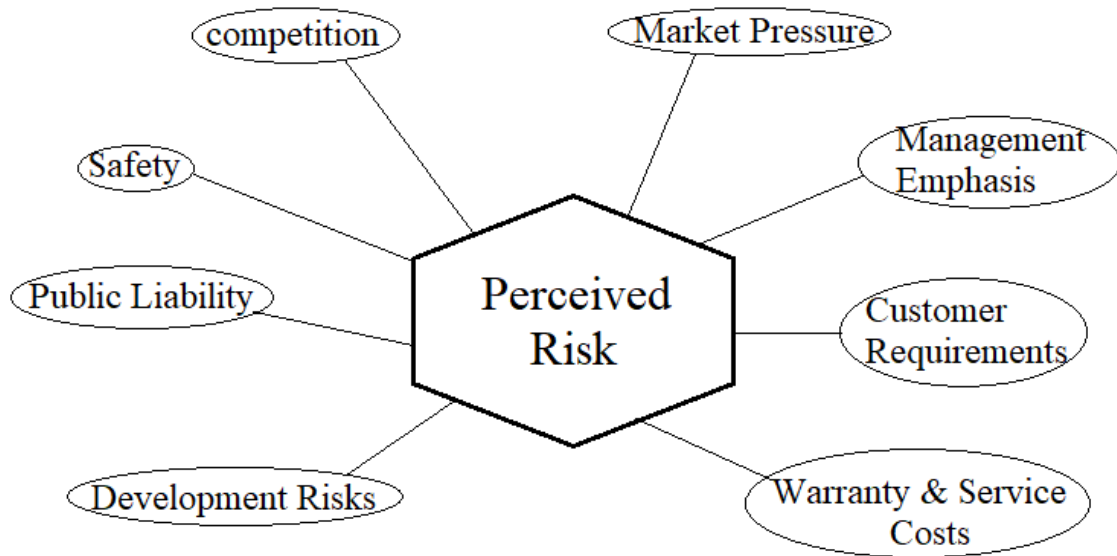 competition
Market Pressure
Safety
Management
Emphasis
Public Liability
Perceived
Risk
Customer
Requirements
Development Risks
Warranty & Service
Costs